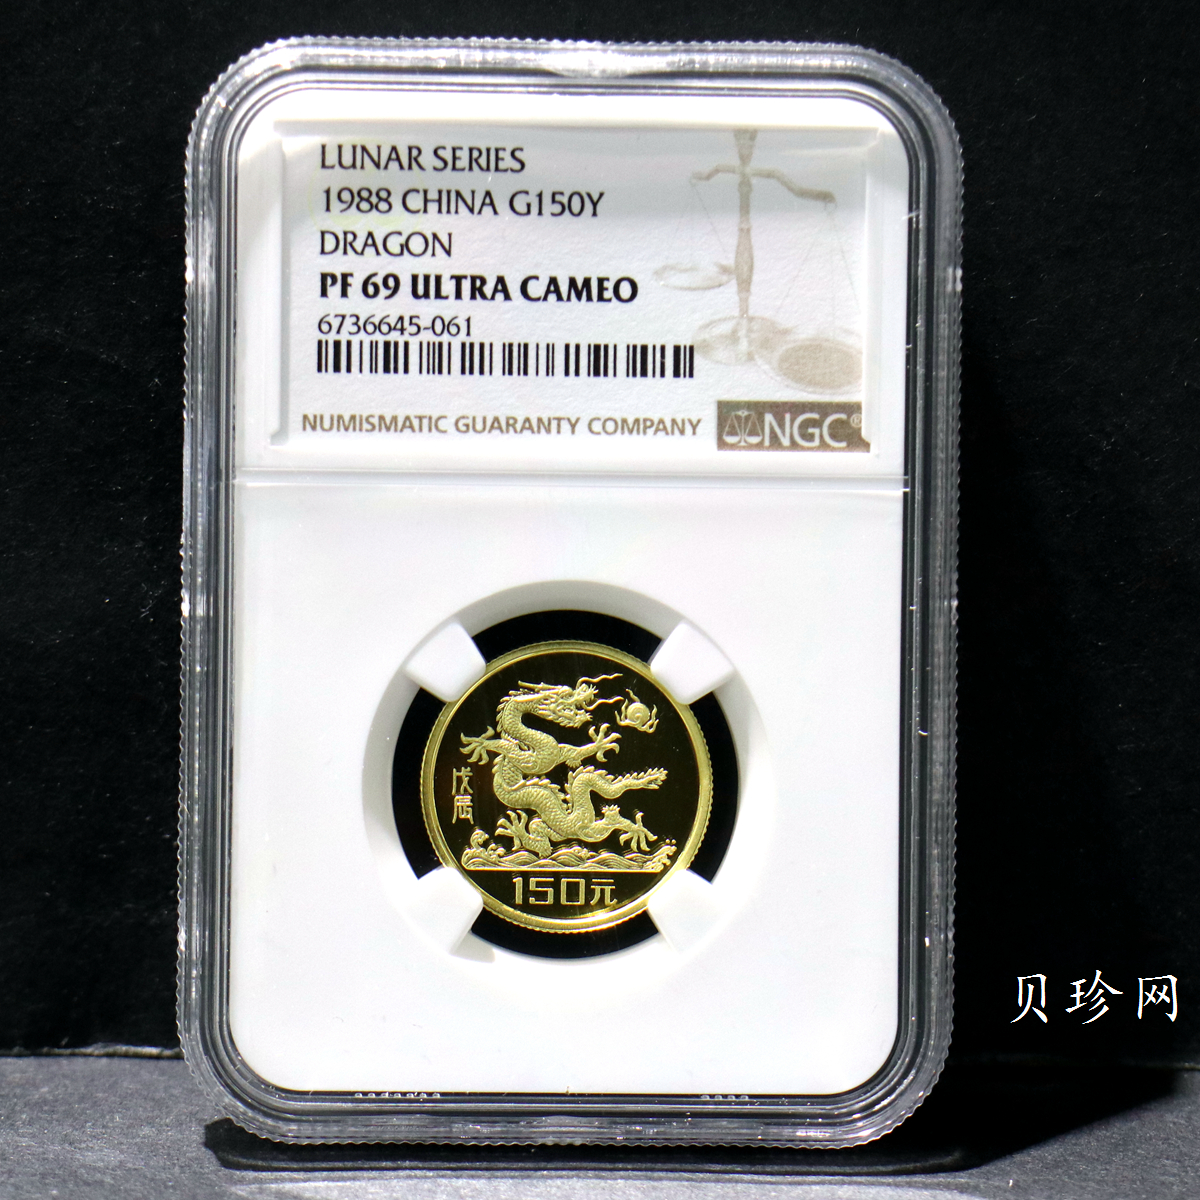 LUNAR SERIES
1988 CHINA G150Y
DRAGON
PF 69 ULTRA CAMEO
6736645-061
NUMISMATIC GUARANTY COMPANY
NGC®
戊辰
150元
贝珍网